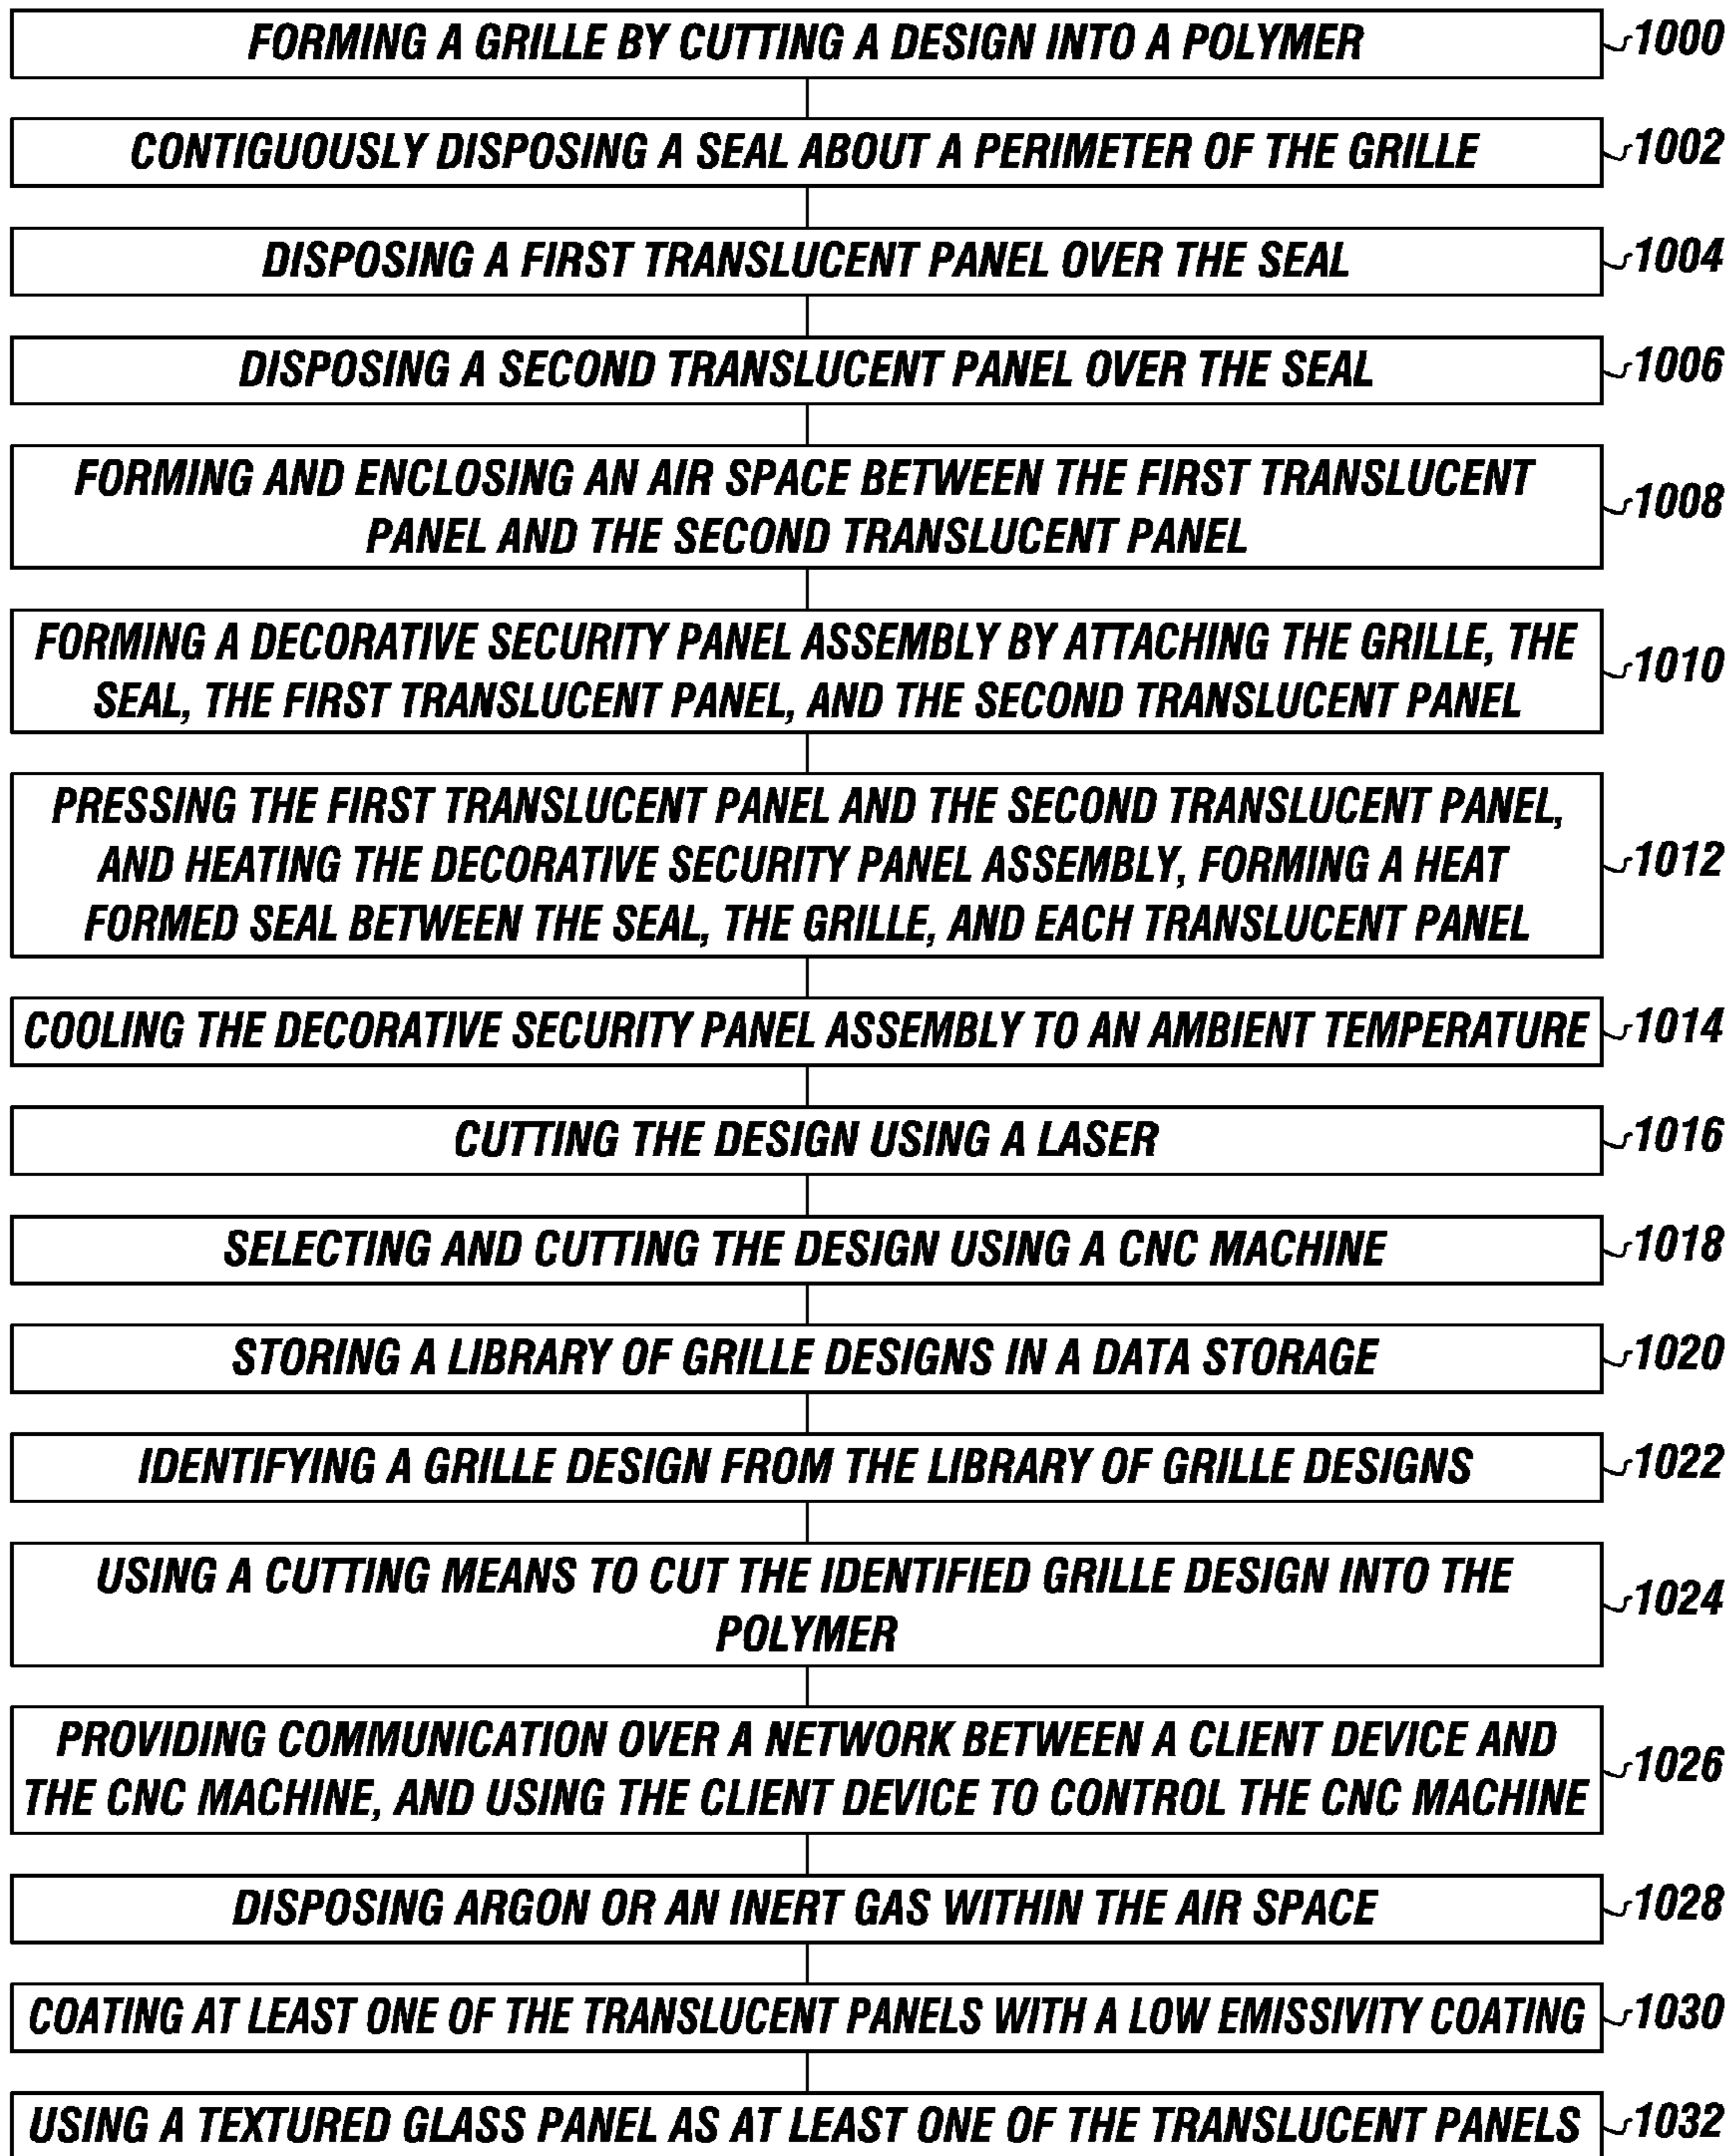 FORMING A GRILLE BY CUTTING A DESIGN INTO A POLYMER
1000
CONTIGUOUSLY DISPOSING A SEAL ABOUT A PERIMETER OF THE GRILLE
1002
DISPOSING A FIRST TRANSLUCENT PANEL OVER THE SEAL
1004
DISPOSING A SECOND TRANSLUCENT PANEL OVER THE SEAL
1006
FORMING AND ENCLOSING AN AIR SPACE BETWEEN THE FIRST TRANSLUCENT
PANEL AND THE SECOND TRANSLUCENT PANEL
1008
FORMING A DECORATIVE SECURITY PANEL ASSEMBLY BY ATTACHING THE GRILLE, THE
SEAL, THE FIRST TRANSLUCENT PANEL, AND THE SECOND TRANSLUCENT PANEL
1010
PRESSING THE FIRST TRANSLUCENT PANEL AND THE SECOND TRANSLUCENT PANEL,
AND HEATING THE DECORATIVE SECURITY PANEL ASSEMBLY, FORMING A HEAT
FORMED SEAL BETWEEN THE SEAL, THE GRILLE, AND EACH TRANSLUCENT PANEL
1012
COOLING THE DECORATIVE SECURITY PANEL ASSEMBLY TO AN AMBIENT TEMPERATURE
1014
CUTTING THE DESIGN USING A LASER
1016
SELECTING AND CUTTING THE DESIGN USING A CNC MACHINE
1018
STORING A LIBRARY OF GRILLE DESIGNS IN A DATA STORAGE
1020
IDENTIFYING A GRILLE DESIGN FROM THE LIBRARY OF GRILLE DESIGNS
1022
USING A CUTTING MEANS TO CUT THE IDENTIFIED GRILLE DESIGN INTO THE
POLYMER
1024
PROVIDING COMMUNICATION OVER A NETWORK BETWEEN A CLIENT DEVICE AND
THE CNC MACHINE, AND USING THE CLIENT DEVICE TO CONTROL THE CNC MACHINE
1026
DISPOSING ARGON OR AN INERT GAS WITHIN THE AIR SPACE
1028
COATING AT LEAST ONE OF THE TRANSLUCENT PANELS WITH A LOW EMISSIVITY COATING
1030
USING A TEXTURED GLASS PANEL AS AT LEAST ONE OF THE TRANSLUCENT PANELS
1032